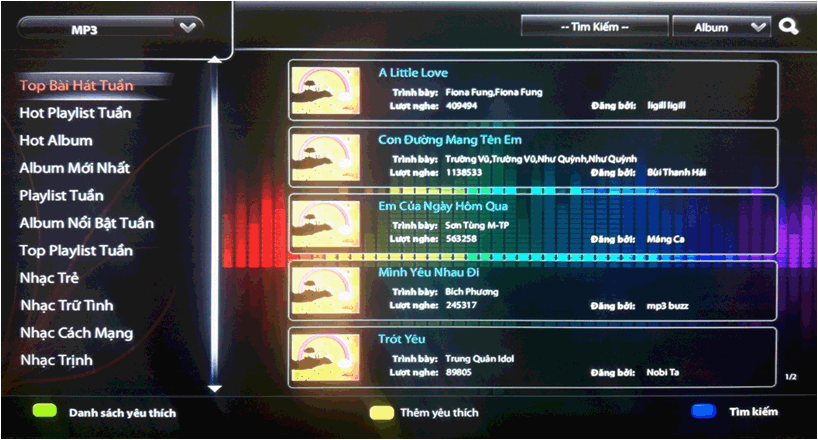 MP3
-- Tìm Kiếm --
Album
Top Bài Hát Tuần
Hot Playlist Tuần
Hot Album
Album Mới Nhất
Playlist Tuần
Album Nổi Bật Tuần
Top Playlist Tuần
Nhạc Trẻ
Nhạc Trữ Tình
Nhạc Cách Mạng
Nhạc Trịnh
A Little Love
Trình bày: Fiona Fung,Fiona Fung
Lượt nghe: 409494 Đăng bởi: ligill ligill
Con Đường Mang Tên Em
Trình bày: Trường Vũ,Trường Vũ,Như Quỳnh,Như Quỳnh
Lượt nghe: 1138533 Đăng bởi: Bùi Thanh Hải
Em Của Ngày Hôm Qua
Trình bày: Sơn Tùng M-TP
Lượt nghe: 563258 Đăng bởi: Máng Ca
Mình Yêu Nhau Đi
Trình bày: Bích Phương
Lượt nghe: 245317 Đăng bởi: mp3 buzz
Trót Yêu
Trình bày: Trung Quân Idol
Lượt nghe: 89805 Đăng bởi: Nobi Ta
1/2
Danh sách yêu thích
Thêm yêu thích
Tìm kiếm